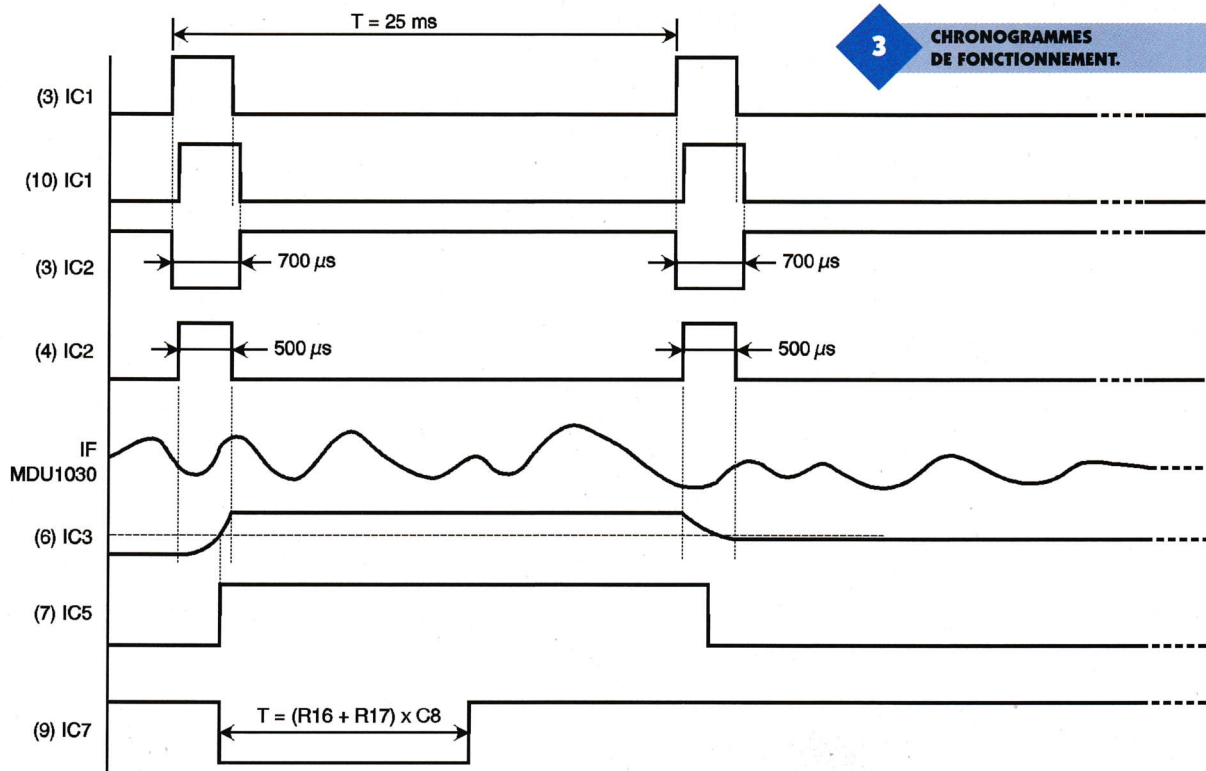 T = 25 ms
3
CHRONOGRAMMES
DE FONCTIONNEMENT.
(3) IC1
(10) IC1
(3) IC2
700 µs
700 µs
(4) IC2
500 µs
500 µs
IF
MDU1030
(6) IC3
(7) IC5
T = (R16 + R17) x C8
(9) IC7